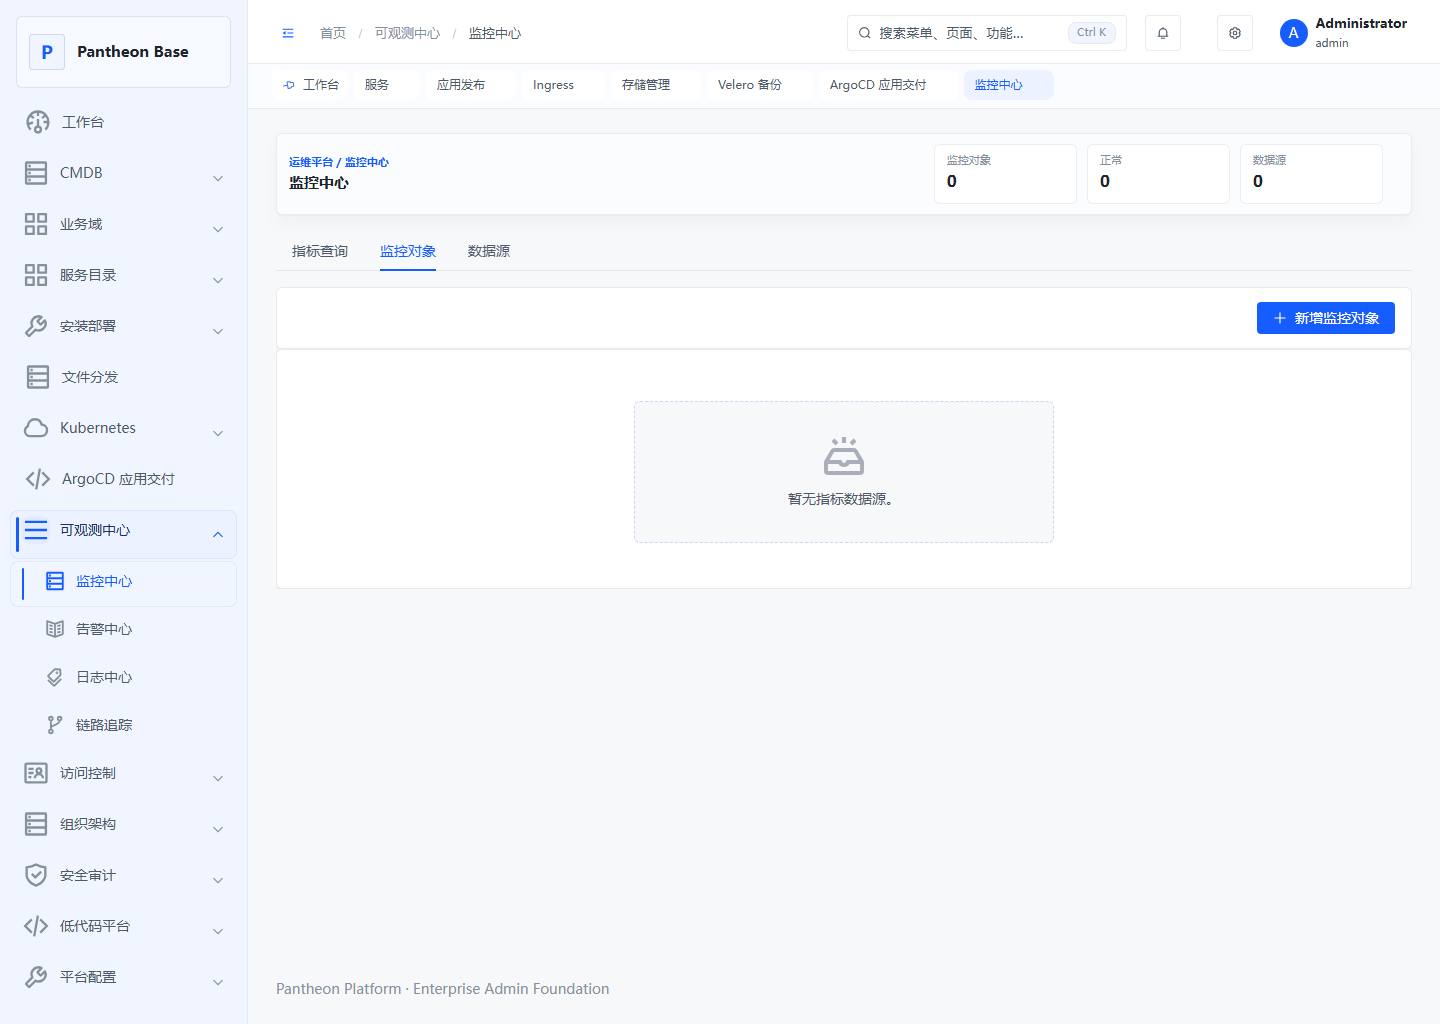 P
Pantheon Base
工作台
CMDB
业务域
服务目录
安装部署
文件分发
Kubernetes
ArgoCD 应用交付
可观测中心
监控中心
告警中心
日志中心
链路追踪
访问控制
组织架构
安全审计
低代码平台
平台配置
首页 / 可观测中心 / 监控中心
搜索菜单、页面、功能... Ctrl K
A
Administrator
admin
工作台 服务 应用发布 Ingress 存储管理 Velero 备份 ArgoCD 应用交付 监控中心
运维平台 / 监控中心
监控中心
监控对象
0
正常
0
数据源
0
指标查询 监控对象 数据源
新增监控对象
暂无指标数据源。
Pantheon Platform · Enterprise Admin Foundation